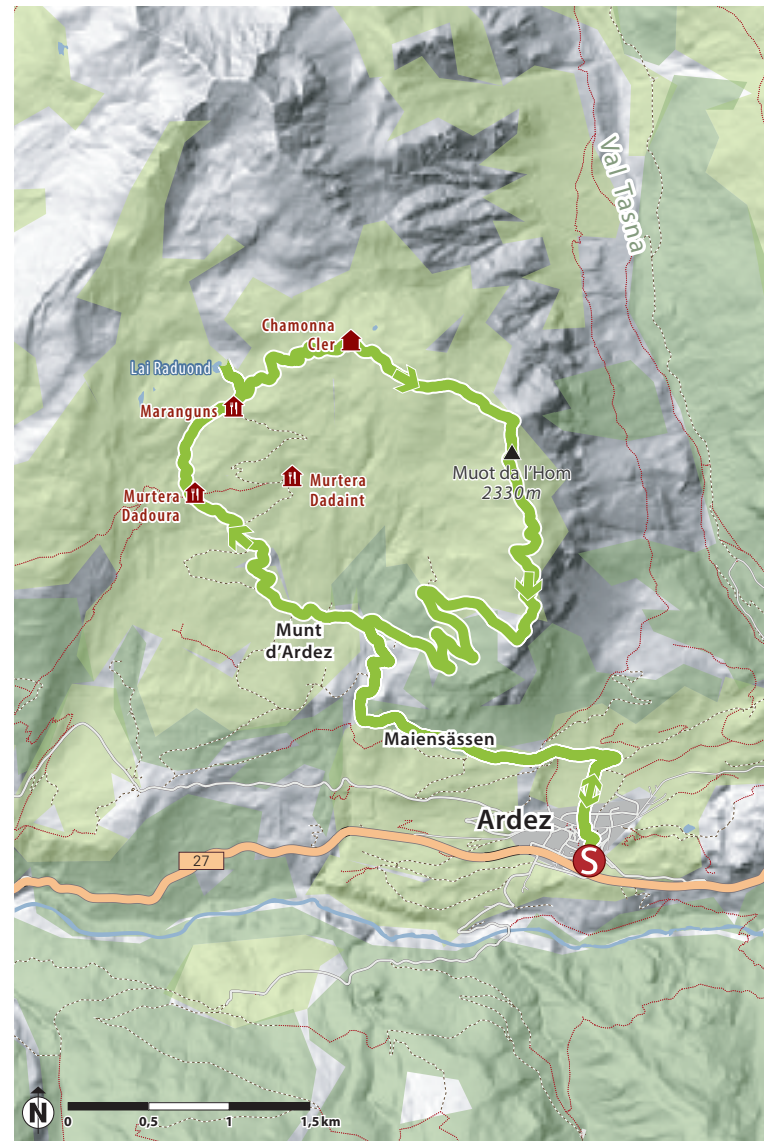 Val Tasna
Chamonna
Cler
Lai Raduond
Maranguns
Muot da l'Hom
2330 m
Murtera
Dadaint
Murtera
Dadoura
Munt
d'Ardez
Maiensässen
Ardez
S
27
N
0 0,5 1 1,5 km